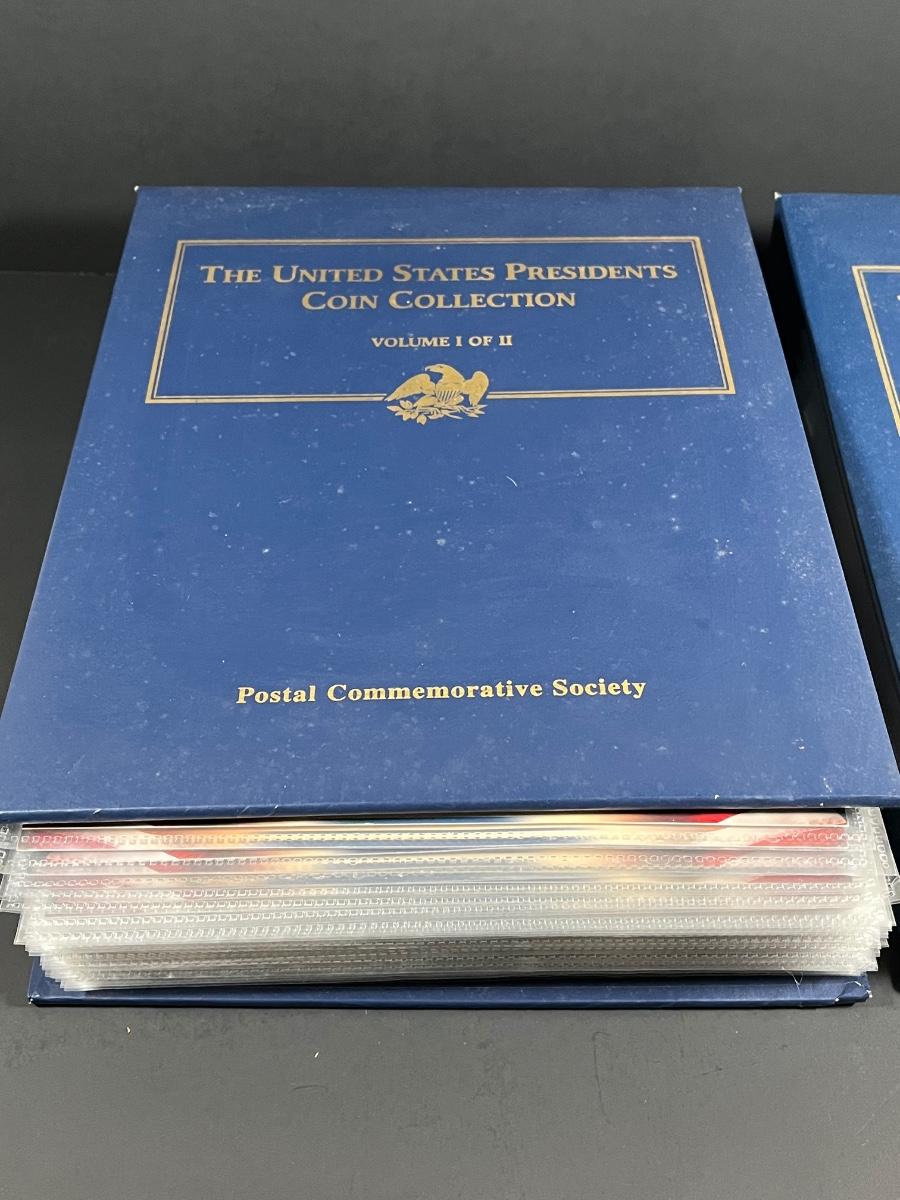 THE UNITED STATES PRESIDENTS
COIN COLLECTION
VOLUME I OF II
Postal Commemorative Society